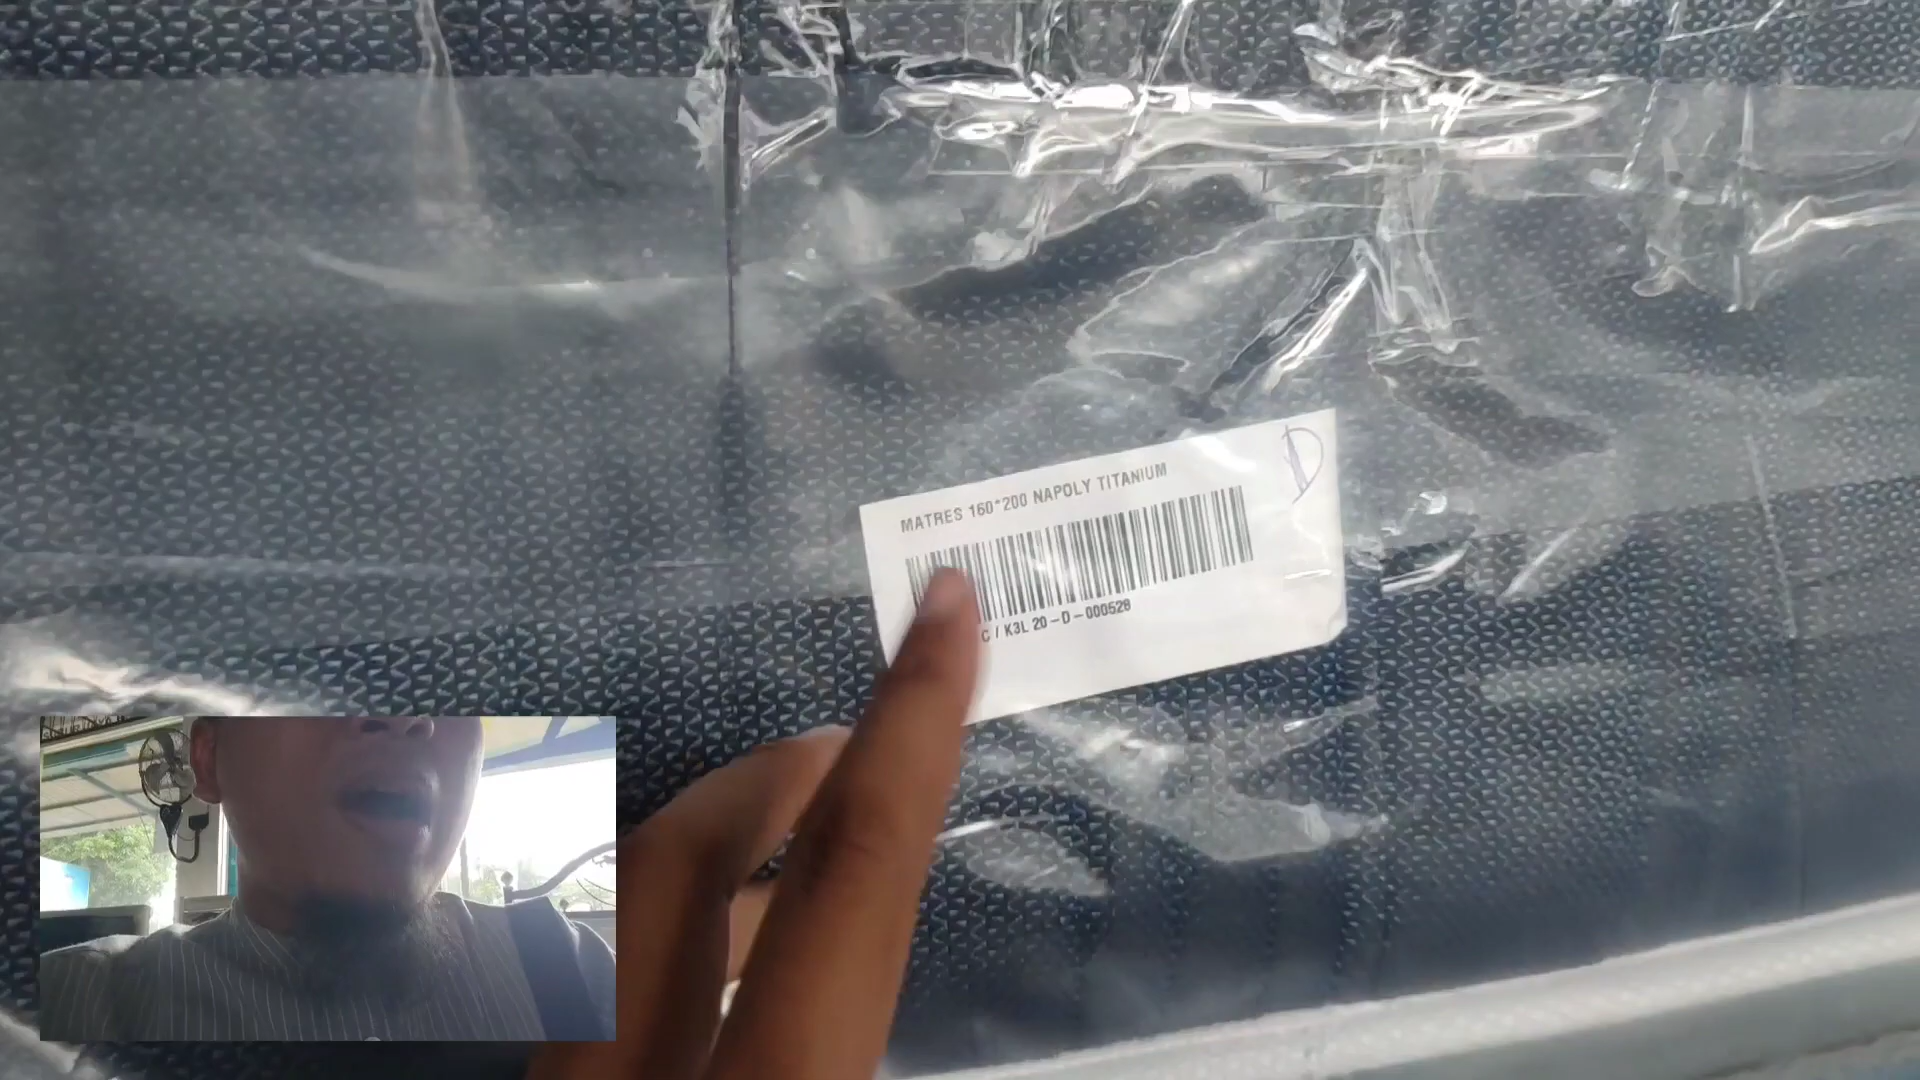 MATRES 160*200 NAPOLY TITANIUM
D
C / K3L 20 - D - 000528